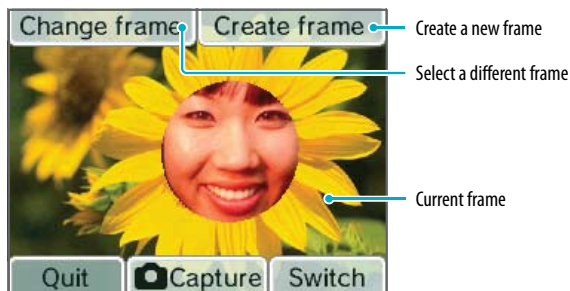 Change frame Create frame
Create a new frame
Select a different frame
Current frame
Quit Capture Switch